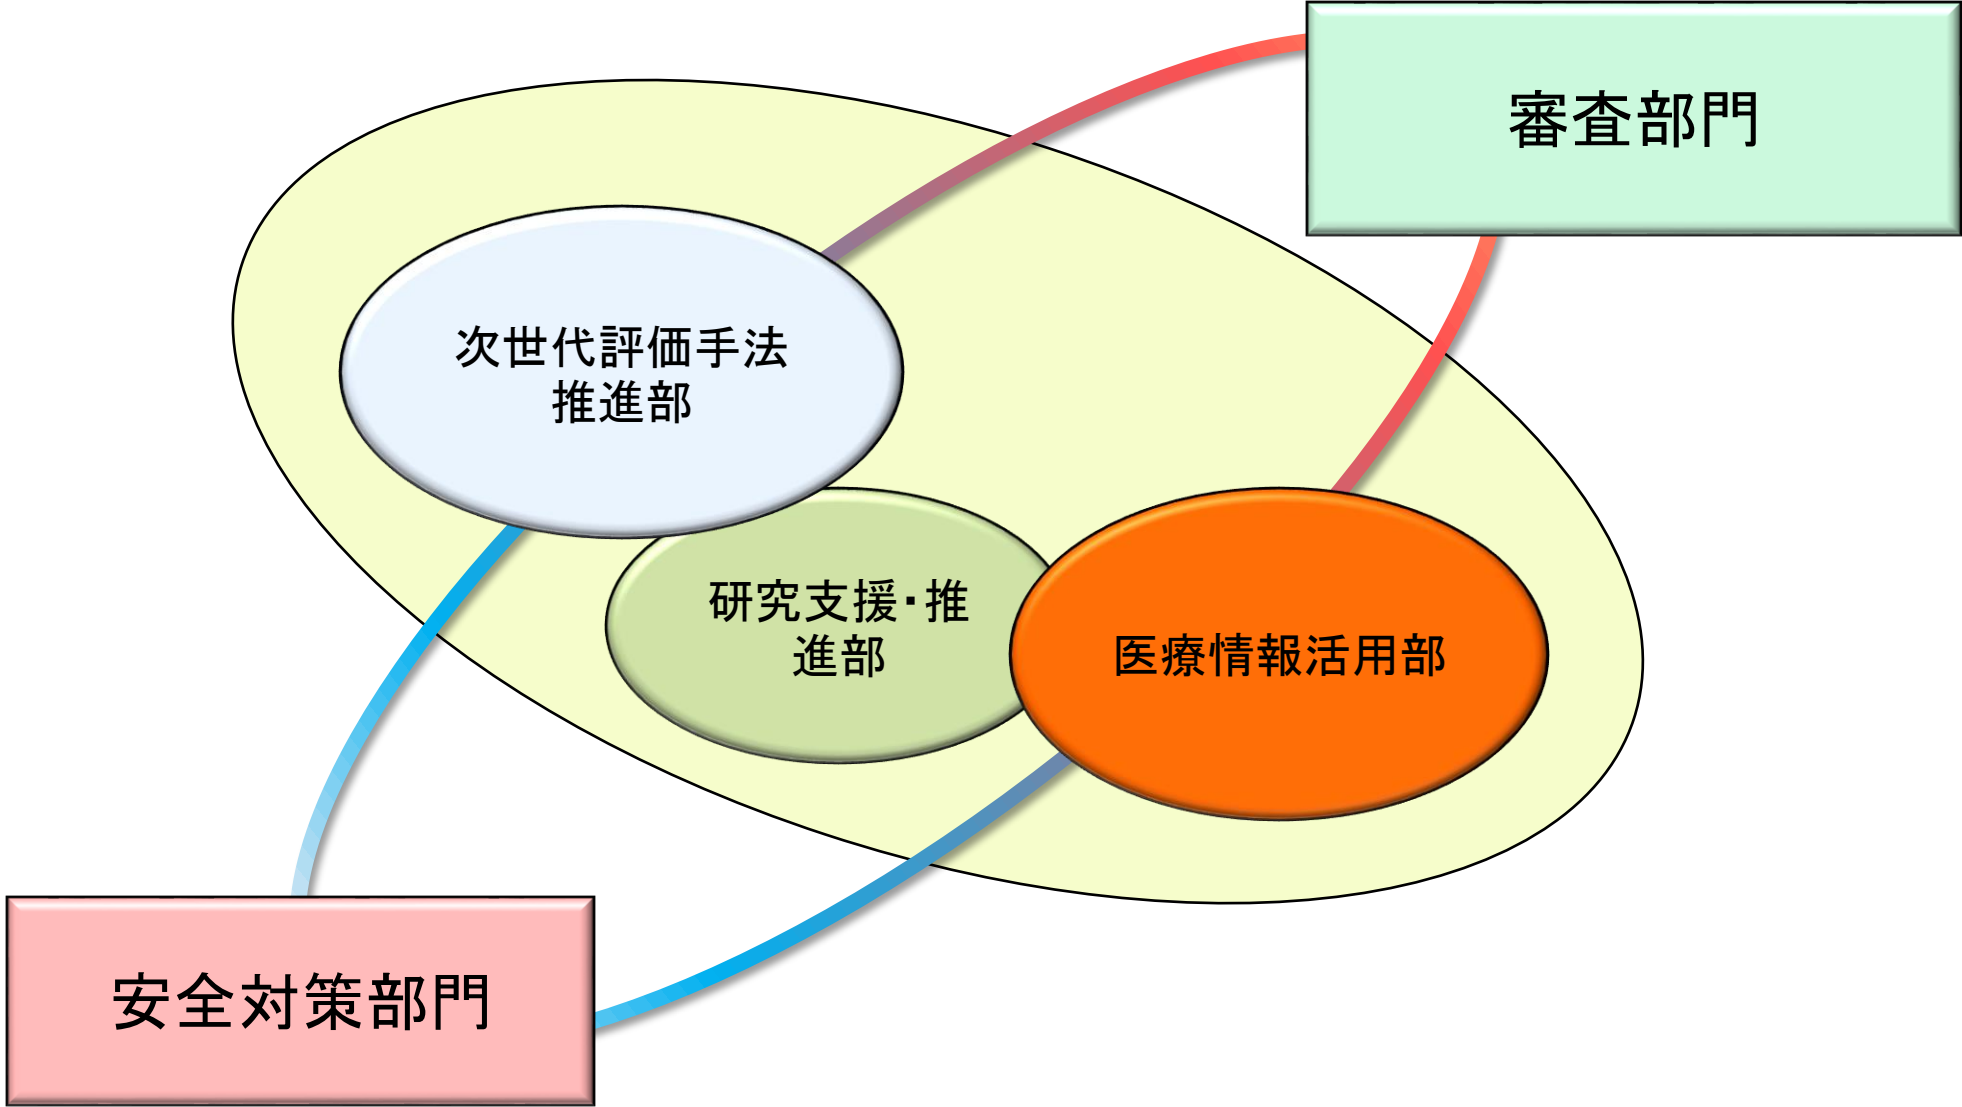 審査部門
次世代評価手法
推進部
研究支援・推
進部
医療情報活用部
安全対策部門